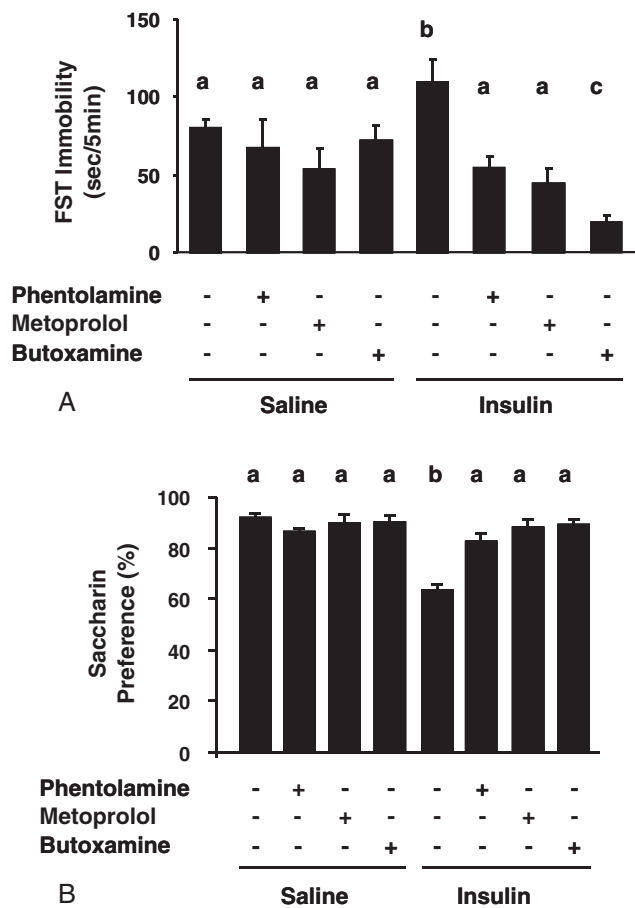 150
b
a a a a a a c
100
50
0
FST Immobility
(sec/5min)
Phentolamine - + - - - + - -
Metoprolol - - + - - - + -
Butoxamine - - - + - - - +
A Saline Insulin
a a a a b a a a
100
80
60
40
20
0
Saccharin
Preference (%)
Phentolamine - + - - - + - -
Metoprolol - - + - - - + -
Butoxamine - - - + - - - +
B Saline Insulin